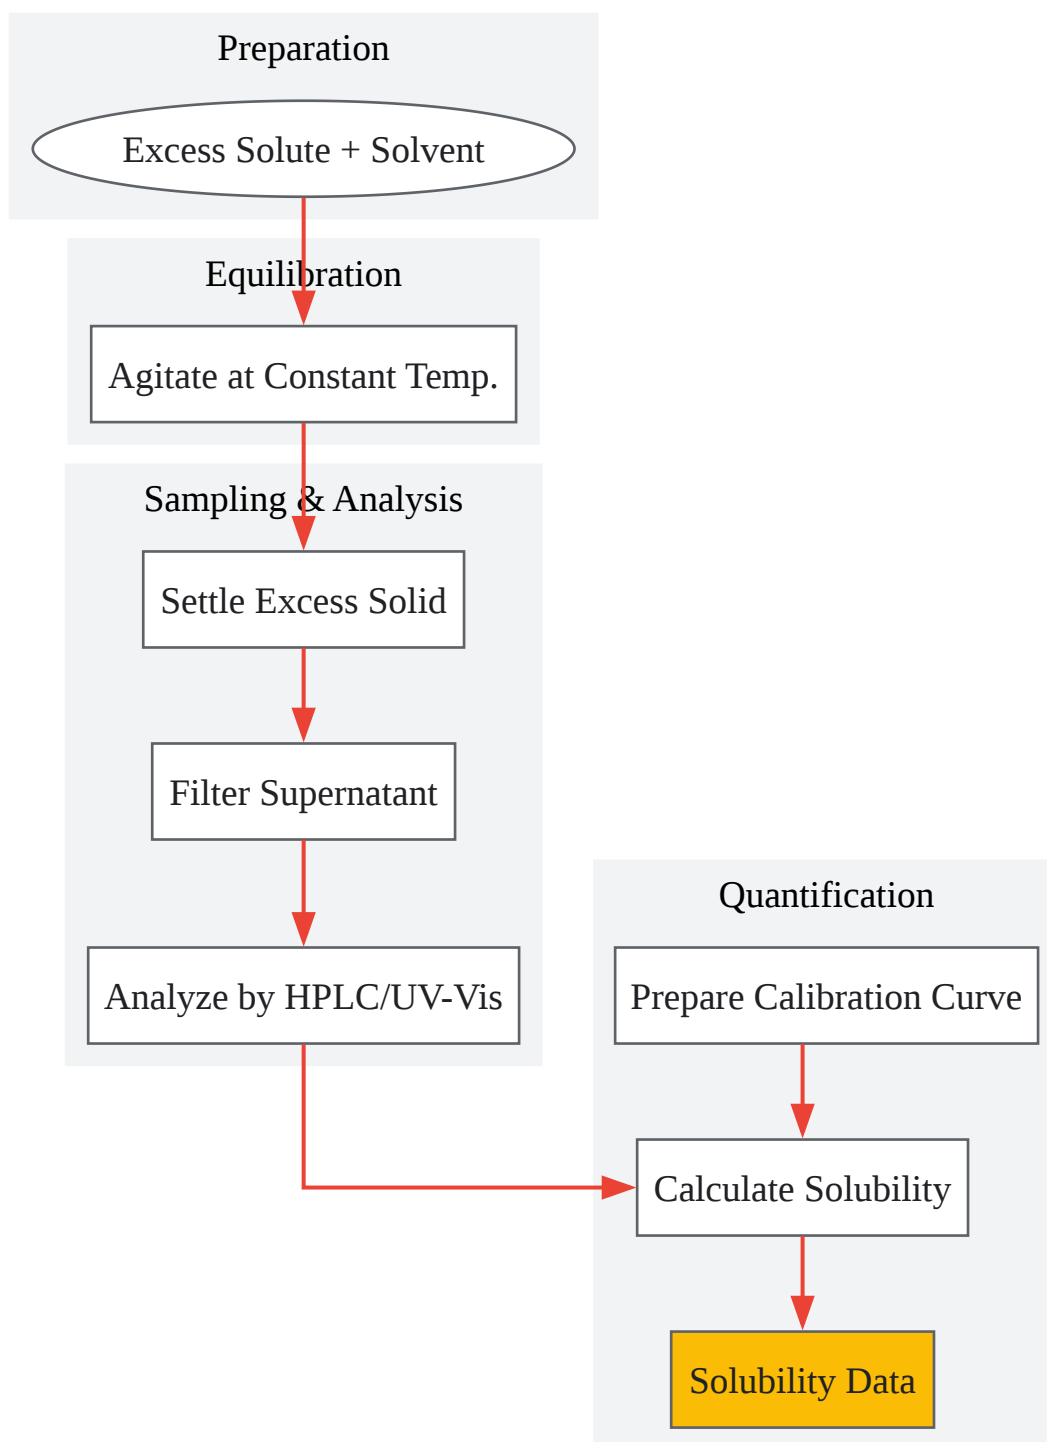 Preparation
Excess Solute + Solvent
Equilibration
Agitate at Constant Temp.
Sampling & Analysis
Settle Excess Solid
Filter Supernatant
Analyze by HPLC/UV-Vis
Quantification
Prepare Calibration Curve
Calculate Solubility
Solubility Data